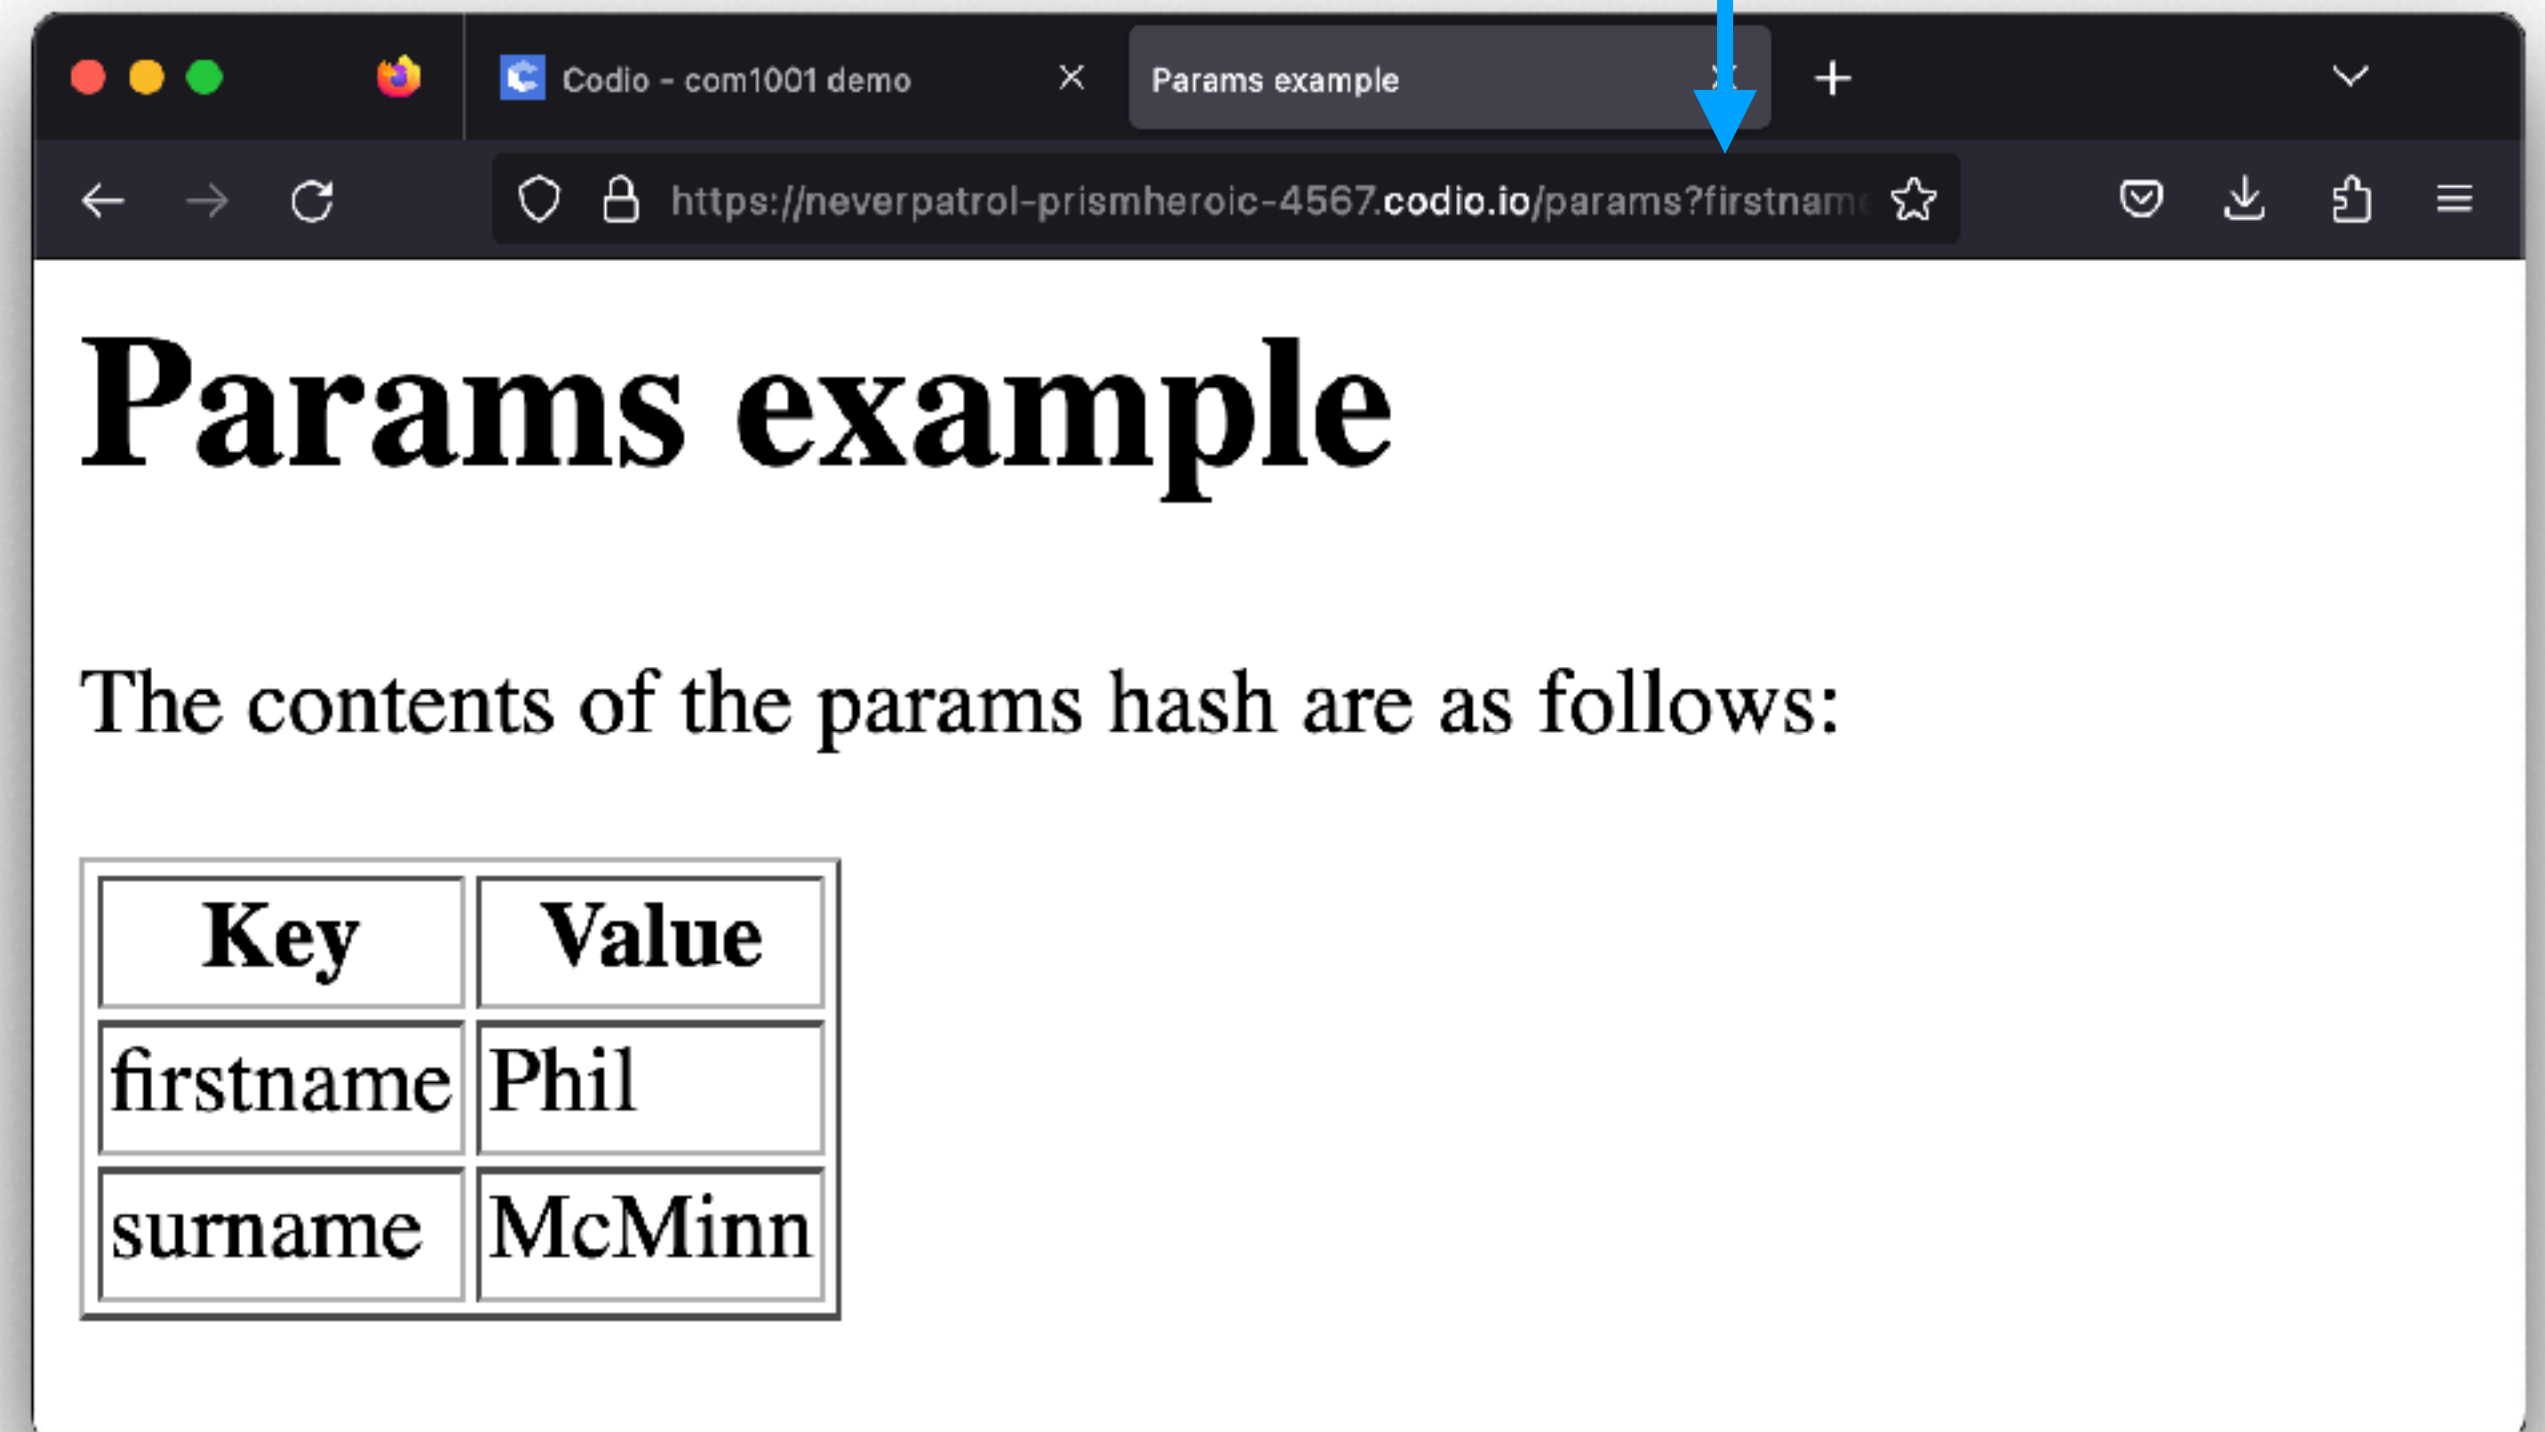 Codio - com1001 demo
Params example
https://neverpatrol-prismheroic-4567.codio.io/params?firstname
Params example
The contents of the params hash are as follows:
Key Value
firstname Phil
surname McMinn